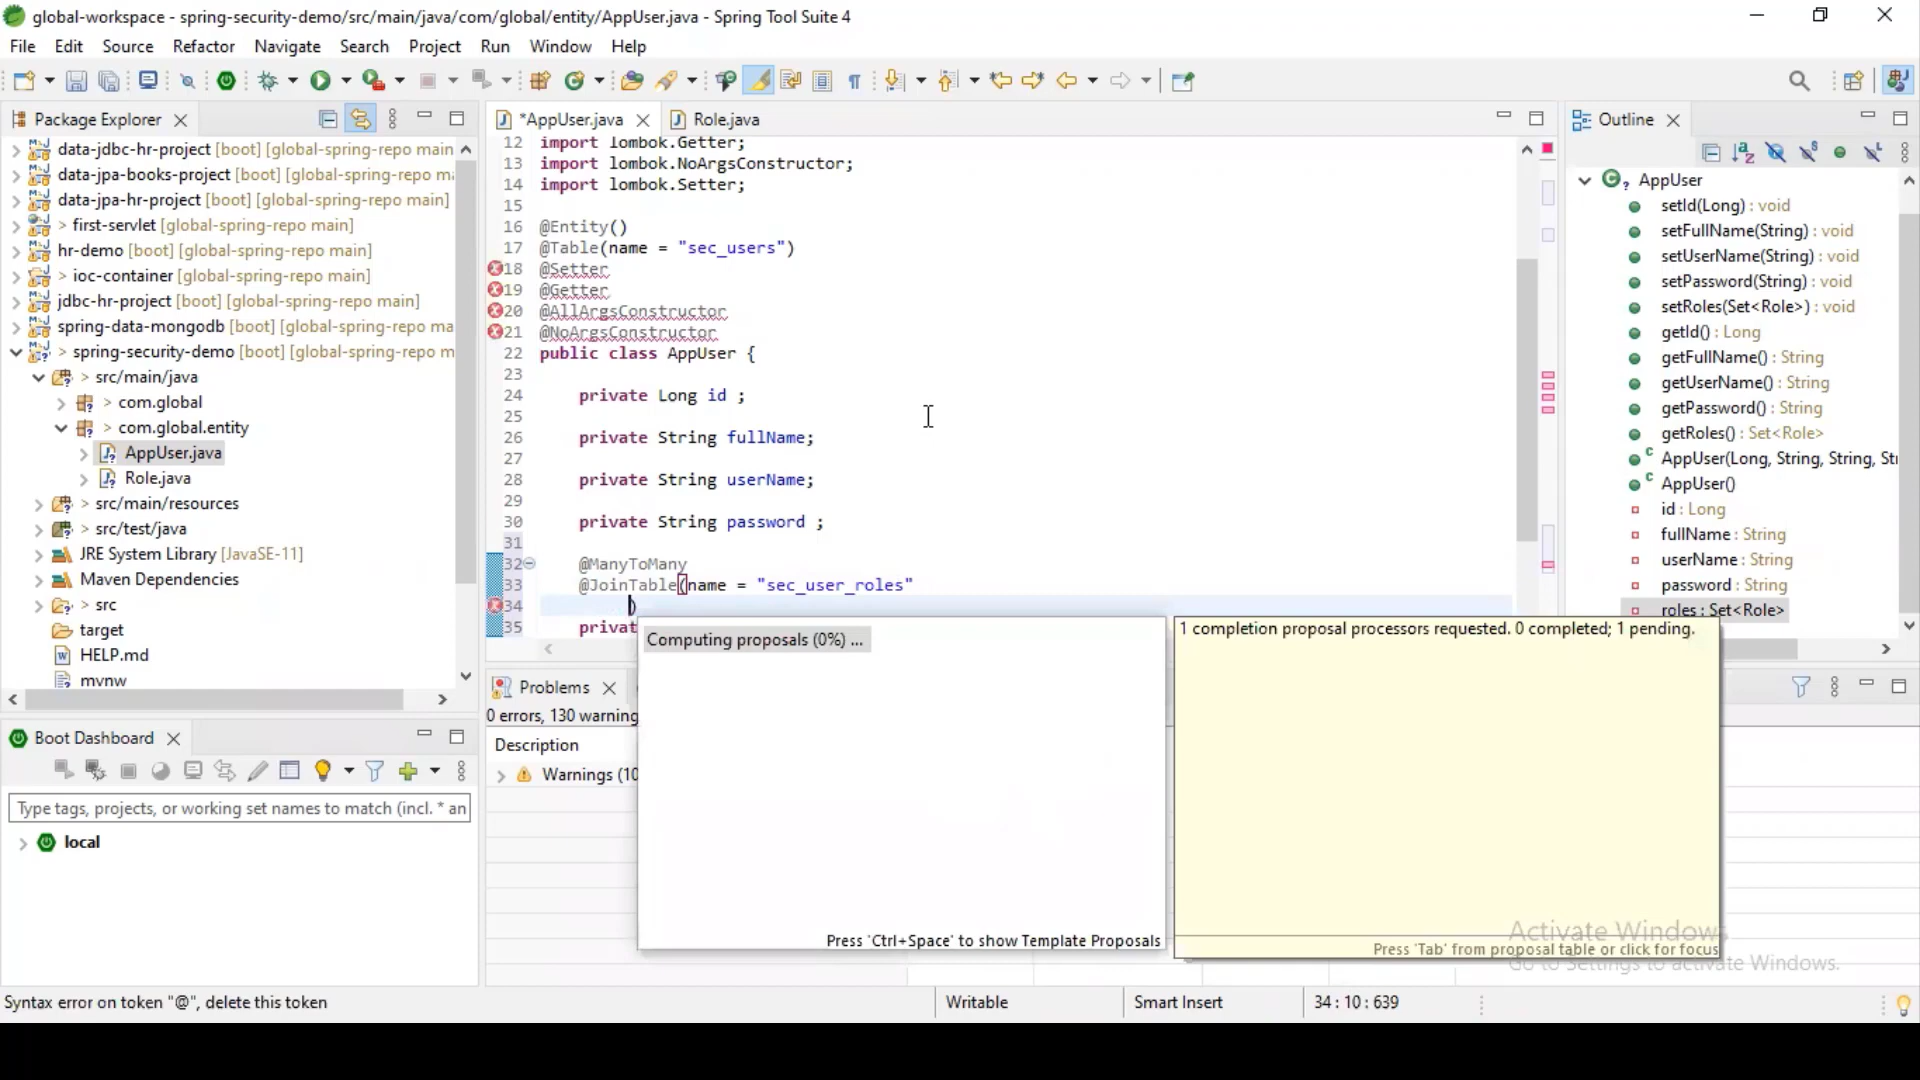 global-workspace - spring-security-demo/src/main/java/com/global/entity/AppUser.java - Spring Tool Suite 4
File Edit Source Refactor Navigate Search Project Run Window Help
Package Explorer
data-jdbc-hr-project [boot] [global-spring-repo main
data-jpa-books-project [boot] [global-spring-repo ma
data-jpa-hr-project [boot] [global-spring-repo main]
> first-servlet [global-spring-repo main]
hr-demo [boot] [global-spring-repo main]
> ioc-container [global-spring-repo main]
jdbc-hr-project [boot] [global-spring-repo main]
spring-data-mongodb [boot] [global-spring-repo ma
> spring-security-demo [boot] [global-spring-repo m
> src/main/java
> com.global
> com.global.entity
AppUser.java
Role.java
> src/main/resources
> src/test/java
JRE System Library [JavaSE-11]
Maven Dependencies
> src
target
HELP.md
mvnw
Boot Dashboard
Type tags, projects, or working set names to match (incl. * an
local
*AppUser.java Role.java
12 import lombok.Getter;
13 import lombok.NoArgsConstructor;
14 import lombok.Setter;
15
16 @Entity()
17 @Table(name = "sec_users")
18 @Setter
19 @Getter
20 @AllArgsConstructor
21 @NoArgsConstructor
22 public class AppUser {
23
24 private Long id ;
25
26 private String fullName;
27
28 private String userName;
29
30 private String password ;
31
32 @ManyToMany
33 @JoinTable(name = "sec_user_roles"
34 )
35 privat
Computing proposals (0%) ...
Press 'Ctrl+Space' to show Template Proposals
1 completion proposal processors requested. 0 completed; 1 pending.
Press 'Tab' from proposal table or click for focus
Problems
0 errors, 130 warning
Description
Warnings (10
Outline
AppUser
setId(Long) : void
setFullName(String) : void
setUserName(String) : void
setPassword(String) : void
setRoles(Set<Role>) : void
getId() : Long
getFullName() : String
getUserName() : String
getPassword() : String
getRoles() : Set<Role>
AppUser(Long, String, String, Str
AppUser()
id : Long
fullName : String
userName : String
password : String
roles : Set<Role>
Activate Windows
Go to Settings to activate Windows.
Syntax error on token "@", delete this token
Writable
Smart Insert
34 : 10 : 639